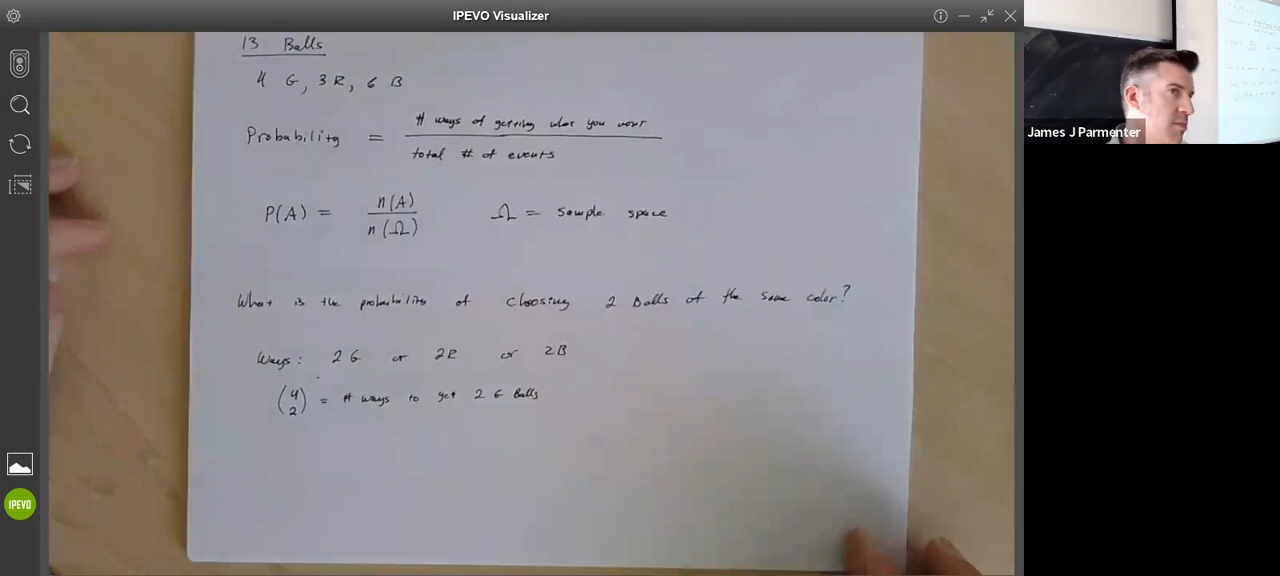 IPEVO Visualizer
13 Balls
4 G, 3 R, 6 B
Probability = # ways of getting what you want
total # of events
P(A) = n(A)
n(Ω)
Ω = Sample space
What is the probability of choosing 2 Balls of the same color?
Ways: 2 G or 2R or 2B
(4 2) = # ways to get 2 G Balls
James J Parmenter
IPEVO